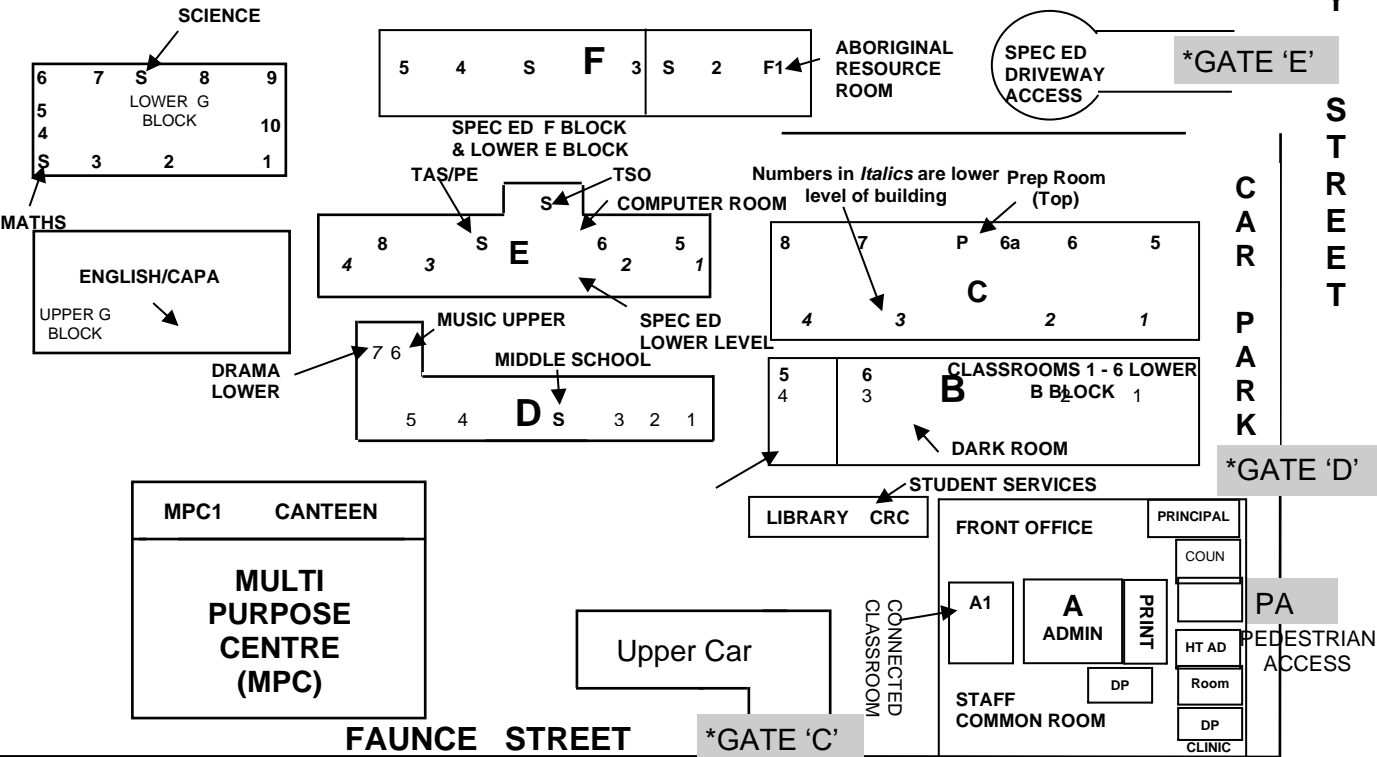 SCIENCE
6 7 S 8 9
LOWER G
BLOCK
5
4
10
S 3 2 1
MATHS
5 4 S F 3 S 2 F1
ABORIGINAL
RESOURCE
ROOM
SPEC ED
DRIVEWAY
ACCESS
*GATE ‘E’
Y
STREET
SPEC ED F BLOCK
& LOWER E BLOCK
TAS/PE
TSO
S
COMPUTER ROOM
8 S E 6 5
4 3 2 1
SPEC ED
LOWER LEVEL
Numbers in Italics are lower
level of building
Prep Room
(Top)
8 7 P 6a 6 5
C
4 3 2 1
CAR PARK
ENGLISH/CAPA
UPPER G
BLOCK
MUSIC UPPER
7 6
DRAMA
LOWER
MIDDLE SCHOOL
5 4 D S 3 2 1
CLASSROOMS 1 - 6 LOWER
B BLOCK
5 6 B
4 3 2 1
DARK ROOM
*GATE ‘D’
STUDENT SERVICES
LIBRARY CRC
MPC1 CANTEEN
MULTI
PURPOSE
CENTRE
(MPC)
Upper Car
CONNECTED
CLASSROOM
FRONT OFFICE
PRINCIPAL
COUN
A1
A
ADMIN
PRINT
PA
PEDESTRIAN
ACCESS
HT AD
DP
Room
STAFF
COMMON ROOM
DP
CLINIC
FAUNCE STREET
*GATE ‘C’